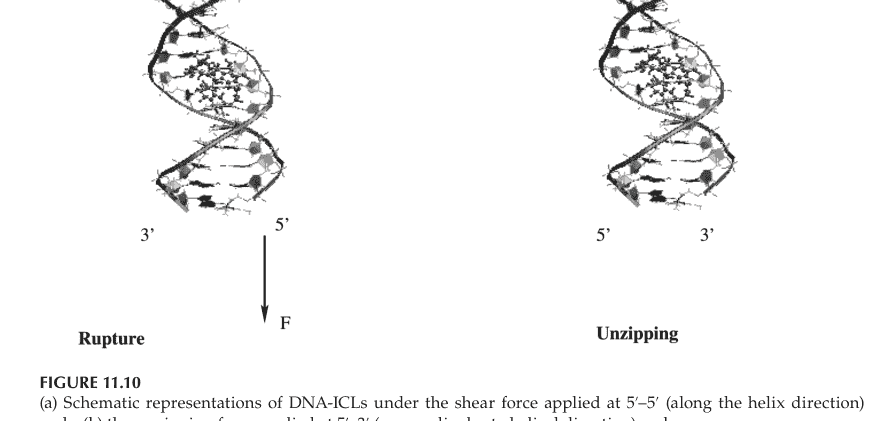 3’
5’
5’
3’
F
Rupture
Unzipping
FIGURE 11.10
(a) Schematic representations of DNA-ICLs under the shear force applied at 5′–5′ (along the helix direction)